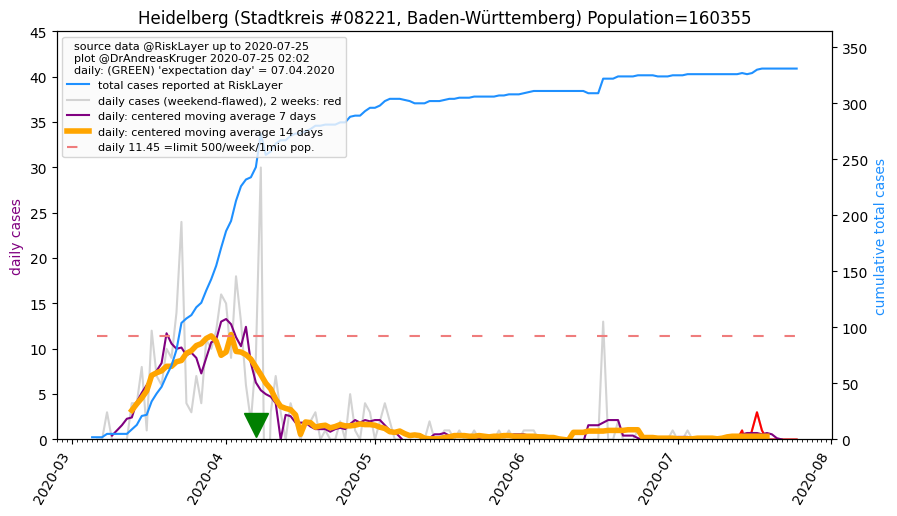 Heidelberg (Stadtkreis #08221, Baden-Württemberg) Population=160355
source data @RiskLayer up to 2020-07-25
plot @DrAndreasKruger 2020-07-25 02:02
daily: (GREEN) 'expectation day' = 07.04.2020
total cases reported at RiskLayer
daily cases (weekend-flawed), 2 weeks: red
daily: centered moving average 7 days
daily: centered moving average 14 days
daily 11.45 =limit 500/week/1mio pop.
daily cases
45
40
35
30
25
20
15
10
5
0
cumulative total cases
350
300
250
200
150
100
50
0
2020-03
2020-04
2020-05
2020-06
2020-07
2020-08